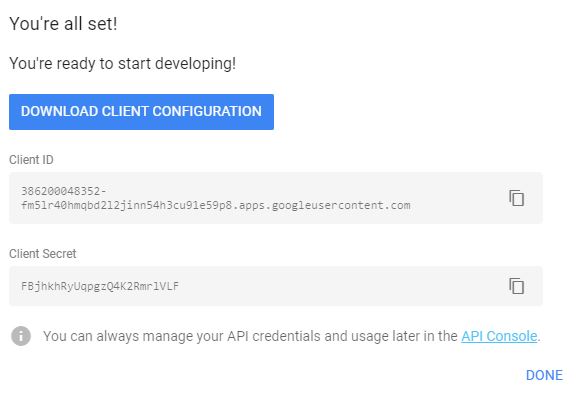 You're all set!
You're ready to start developing!
DOWNLOAD CLIENT CONFIGURATION
Client ID
386200048352-
fm5lr40hmqbd2l2jinn54h3cu91e59p8.apps.googleusercontent.com
Client Secret
FBjhkhRyUqpgzQ4K2RmrlVLF
You can always manage your API credentials and usage later in the API Console.
DONE